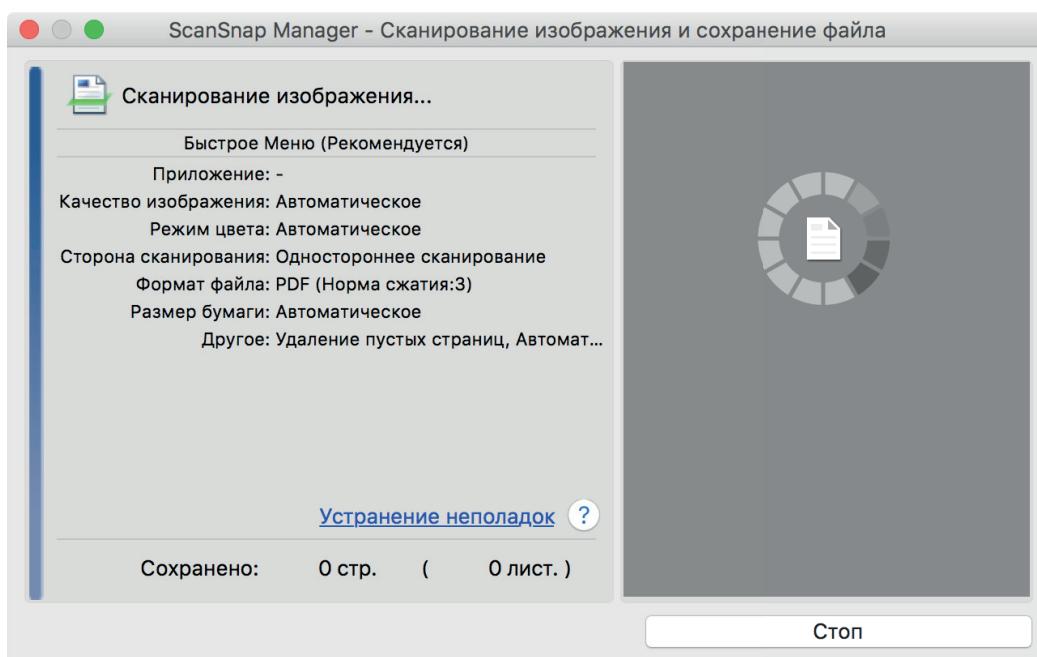 ScanSnap Manager - Сканирование изображения и сохранение файла
Сканирование изображения...
Быстрое Меню (Рекомендуется)
Приложение: -
Качество изображения: Автоматическое
Режим цвета: Автоматическое
Сторона сканирования: Одностороннее сканирование
Формат файла: PDF (Норма сжатия:3)
Размер бумаги: Автоматическое
Другое: Удаление пустых страниц, Автомат...
Устранение неполадок ?
Сохранено: 0 стр. ( 0 лист. )
Стоп